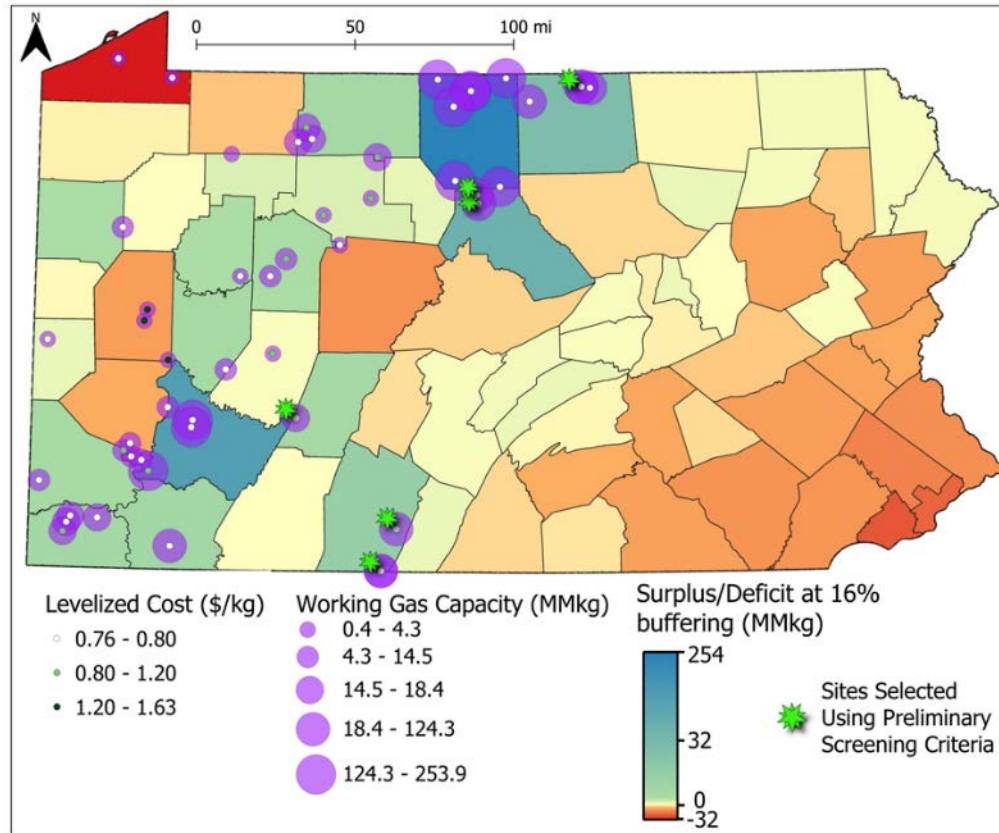 N
0 50 100 mi
Levelized Cost ($/kg)
0.76 - 0.80
0.80 - 1.20
1.20 - 1.63
Working Gas Capacity (MMkg)
0.4 - 4.3
4.3 - 14.5
14.5 - 18.4
18.4 - 124.3
124.3 - 253.9
Surplus/Deficit at 16%
buffering (MMkg)
254
32
0
-32
Sites Selected
Using Preliminary
Screening Criteria